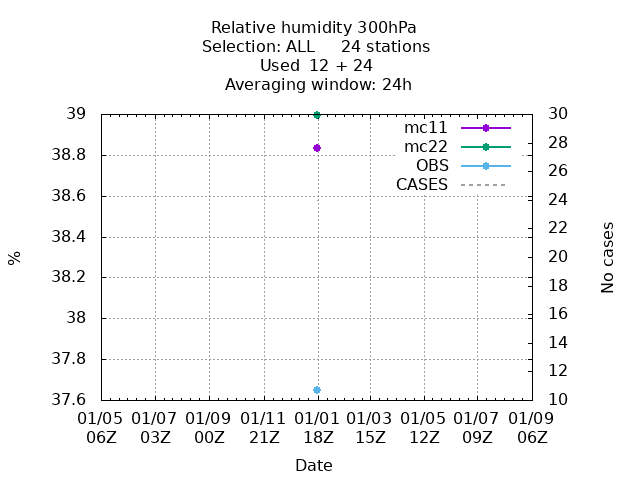 Relative humidity 300hPa
Selection: ALL     24 stations
Used  12 + 24
Averaging window: 24h
39
38.8
38.6
38.4
38.2
38
37.8
37.6
%
30
28
26
24
22
20
18
16
14
12
10
No cases
mc11
mc22
OBS
CASES
01/05 01/07 01/09 01/11 01/01 01/03 01/05 01/07 01/09
06Z 03Z 00Z 21Z 18Z 15Z 12Z 09Z 06Z
Date